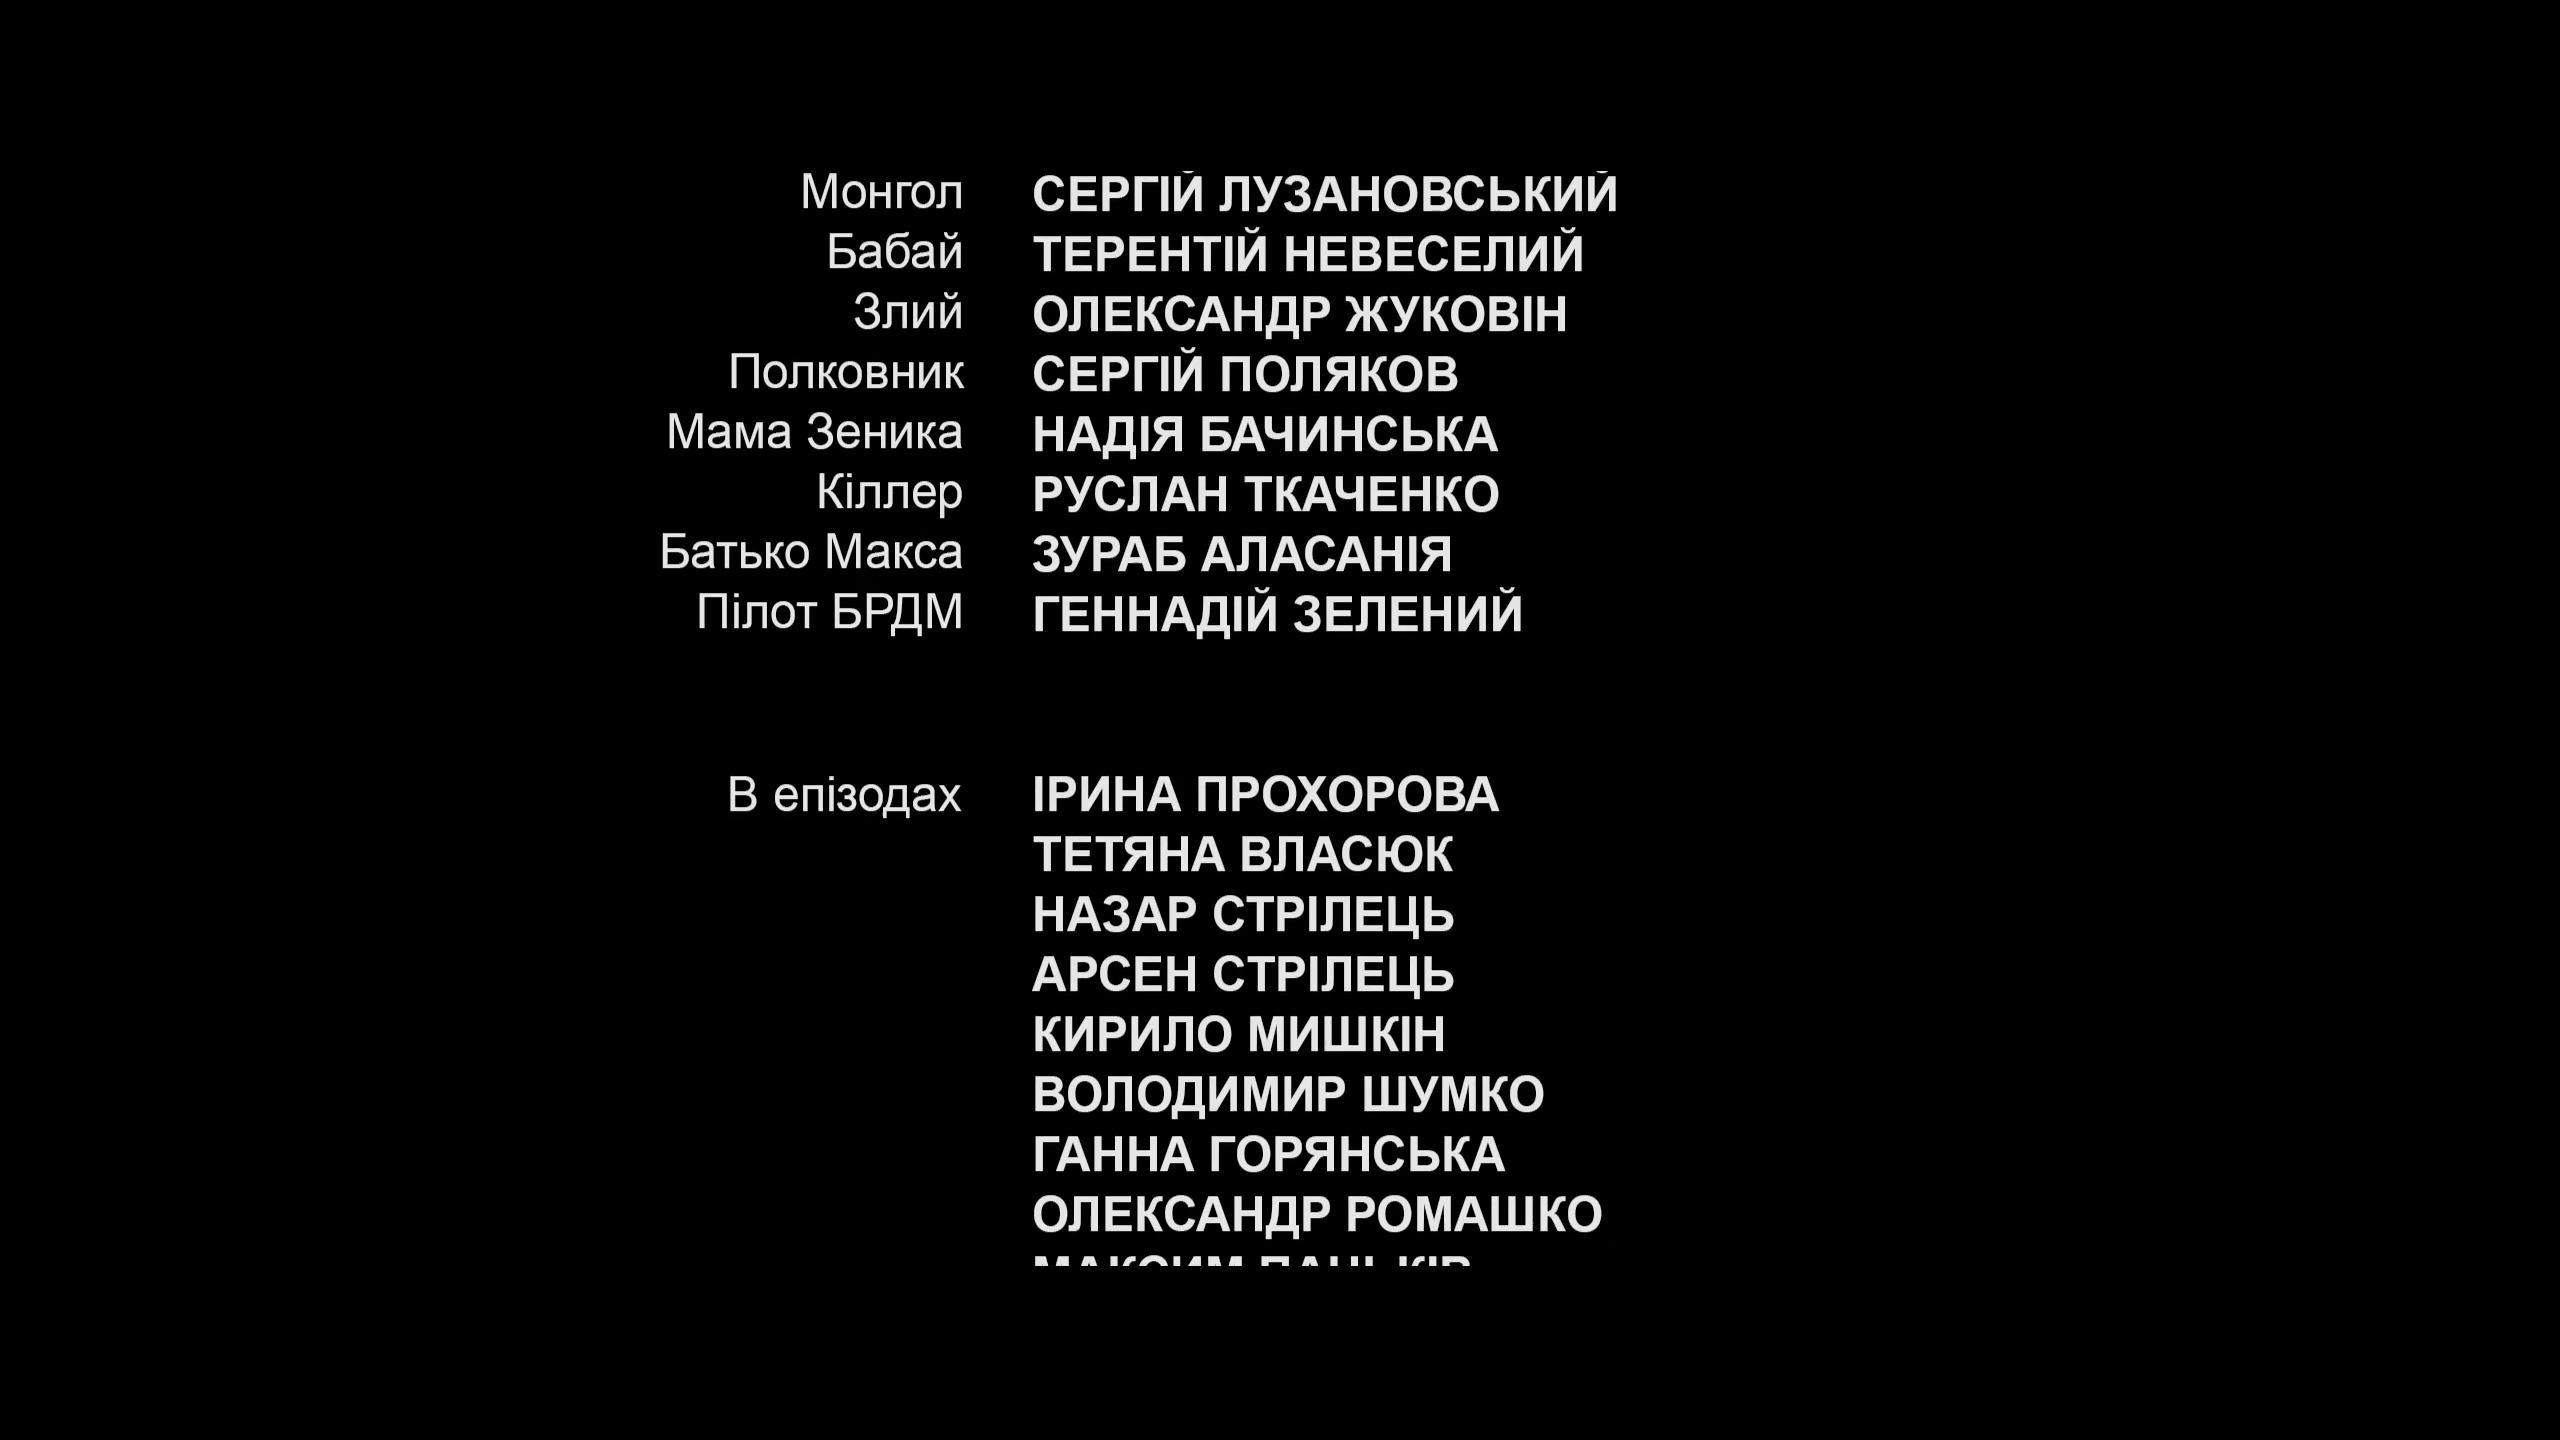 Монгол СЕРГІЙ ЛУЗАНОВСЬКИЙ
Бабай ТЕРЕНТІЙ НЕВЕСЕЛИЙ
Злий ОЛЕКСАНДР ЖУКОВІН
Полковник СЕРГІЙ ПОЛЯКОВ
Мама Зеника НАДІЯ БАЧИНСЬКА
Кіллер РУСЛАН ТКАЧЕНКО
Батько Макса ЗУРАБ АЛАСАНІЯ
Пілот БРДМ ГЕННАДІЙ ЗЕЛЕНИЙ
В епізодах ІРИНА ПРОХОРОВА
ТЕТЯНА ВЛАСЮК
НАЗАР СТРІЛЕЦЬ
АРСЕН СТРІЛЕЦЬ
КИРИЛО МИШКІН
ВОЛОДИМИР ШУМКО
ГАННА ГОРЯНСЬКА
ОЛЕКСАНДР РОМАШКО
МАКСИМ